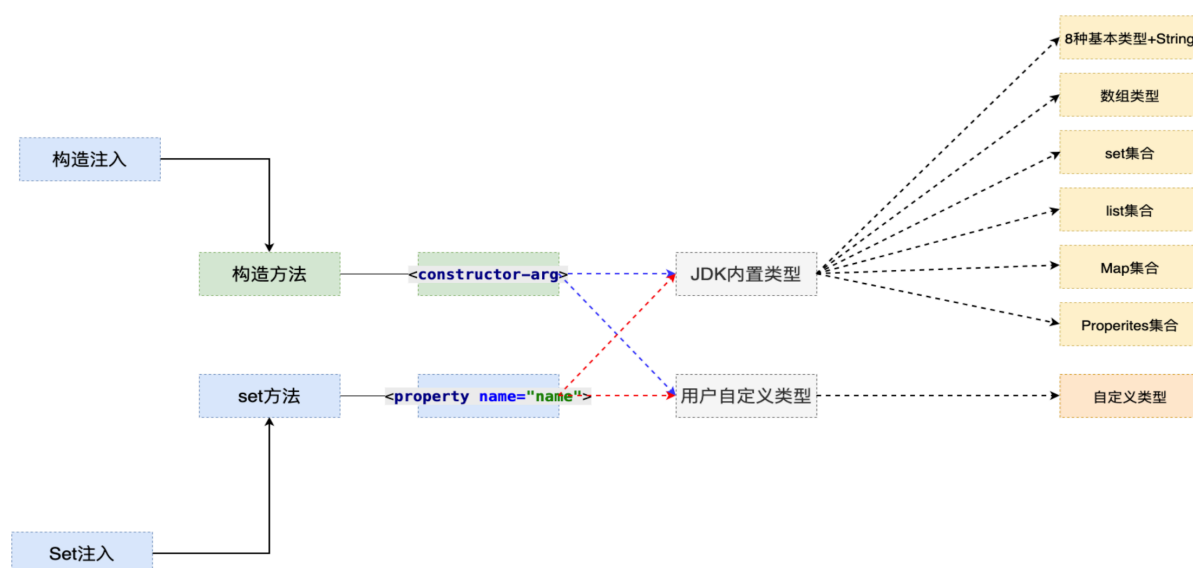 8种基本类型+String
数组类型
构造注入
set集合
list集合
构造方法
<constructor-arg>
JDK内置类型
Map集合
Properites集合
set方法
<property name="name">
用户自定义类型
自定义类型
Set注入